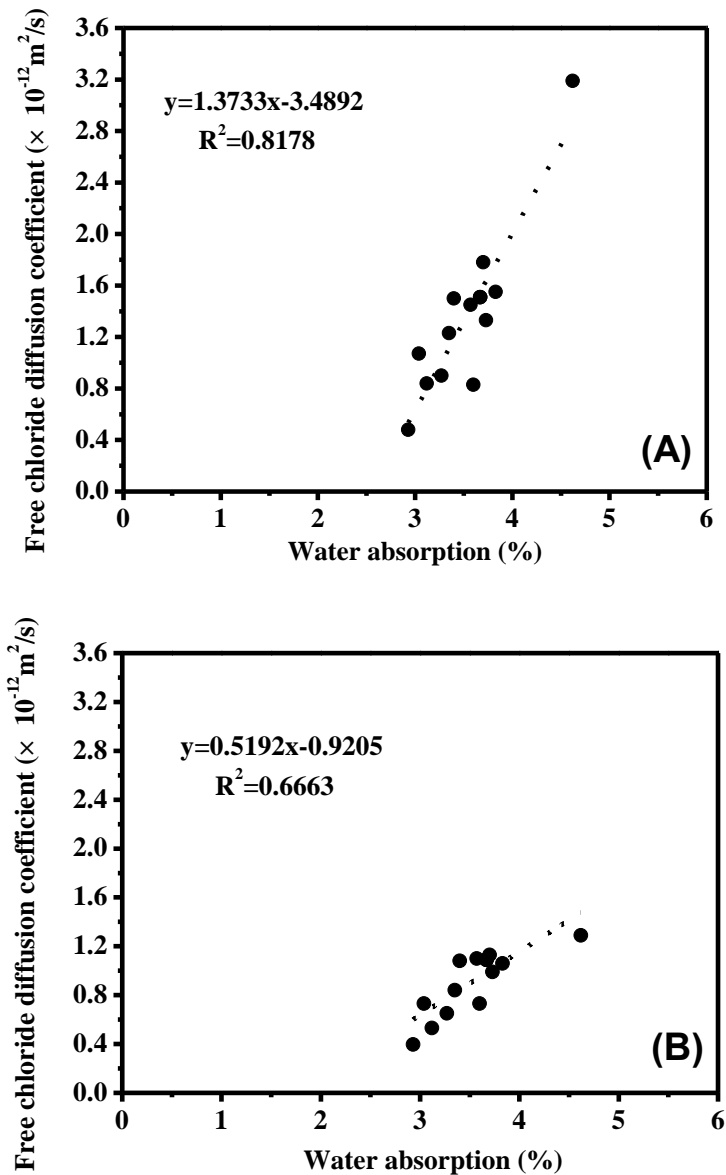 3.6
3.2
2.8
2.4
2.0
1.6
1.2
0.8
0.4
0.0
Free chloride diffusion coefficient (× 10⁻¹² m²/s)
y=1.3733x-3.4892
R²=0.8178
(A)
0 1 2 3 4 5 6
Water absorption (%)
3.6
3.2
2.8
2.4
2.0
1.6
1.2
0.8
0.4
0.0
Free chloride diffusion coefficient (× 10⁻¹² m²/s)
y=0.5192x-0.9205
R²=0.6663
(B)
0 1 2 3 4 5 6
Water absorption (%)